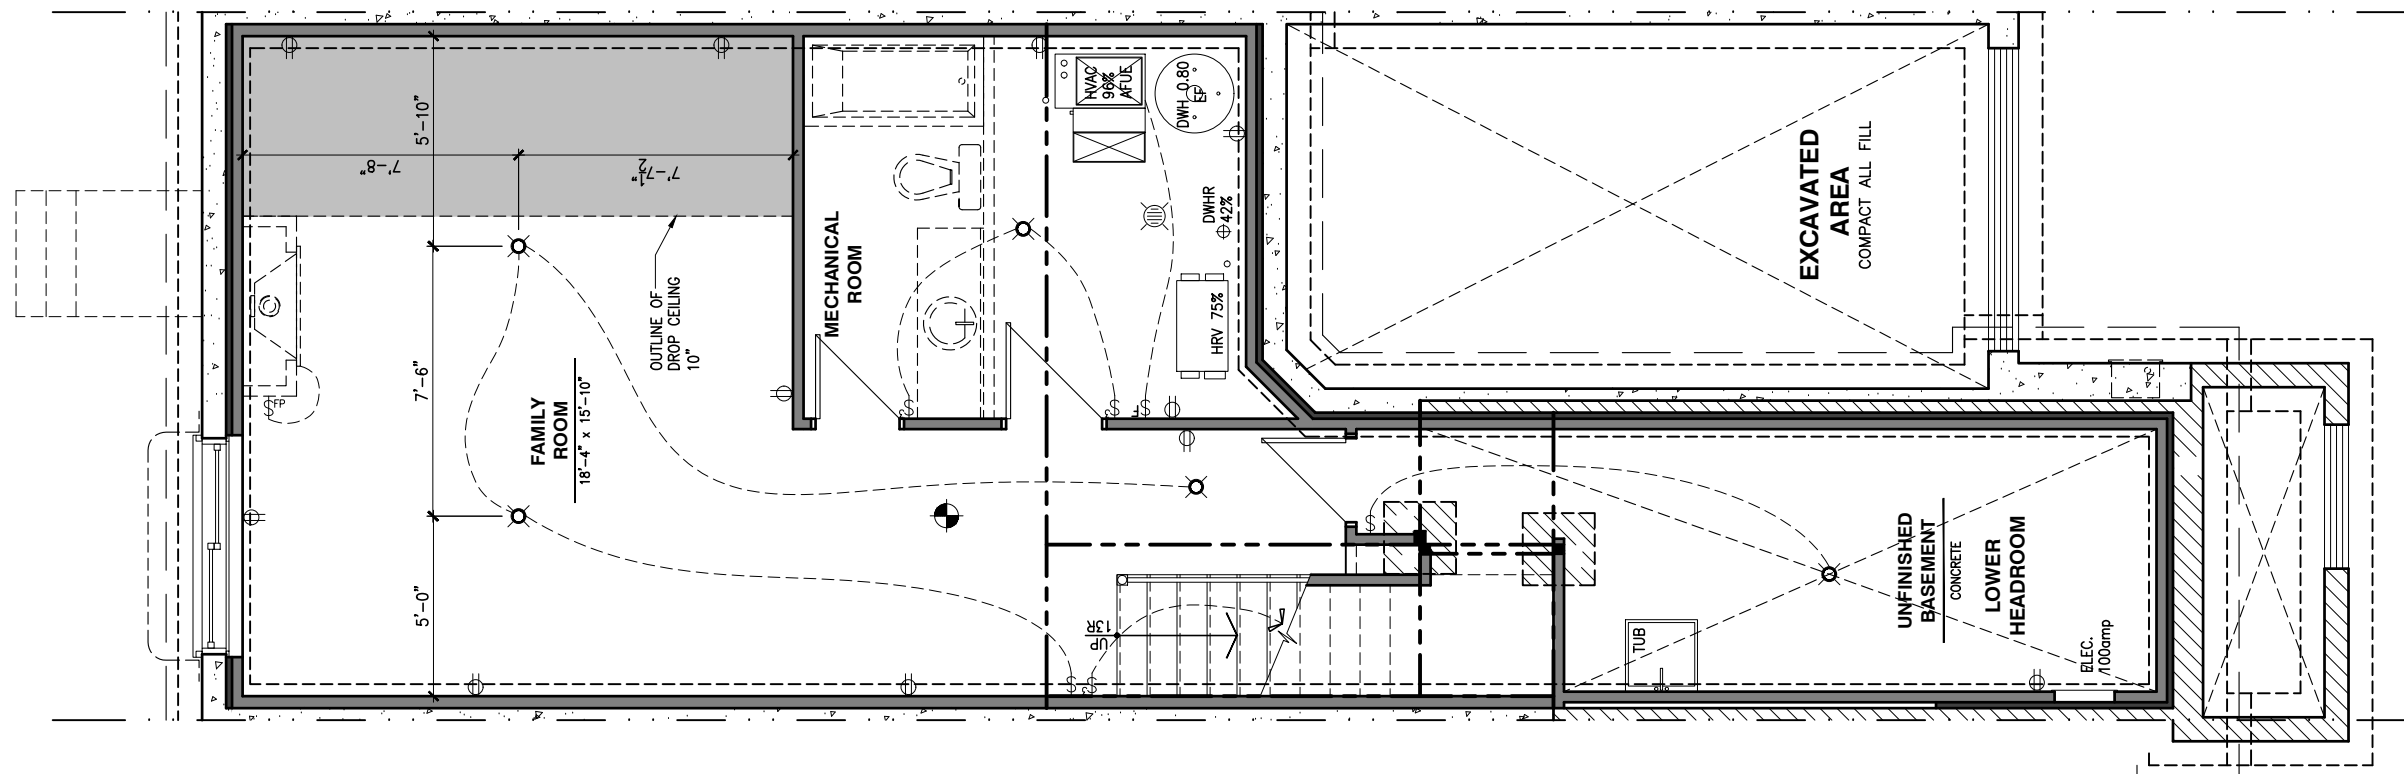 5'-10"
7'-8"
7'-7½"
7'-6"
5'-0"
OUTLINE OF
DROP CEILING
10"
FAMILY
ROOM
18'-4" x 15'-10"
S FP
MECHANICAL
ROOM
HVAC
96%
AFUE
DWH 0.80
EF
DWHR
42%
HRV 75%
S2
S
S
F
S
S2
UP
13R
S
EXCAVATED
AREA
COMPACT ALL FILL
UNFINISHED
BASEMENT
CONCRETE
LOWER
HEADROOM
TUB
ELEC.
100amp